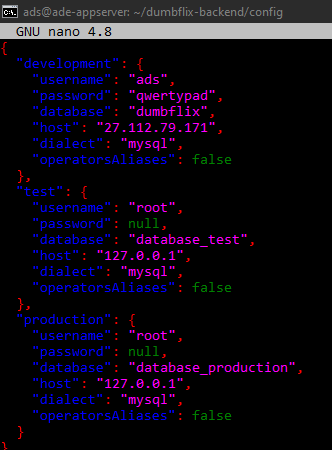 ads@ade-appserver: ~/dumbflix-backend/config
GNU nano 4.8
{
  "development": {
    "username": "ads",
    "password": "qwertypad",
    "database": "dumbflix",
    "host": "27.112.79.171",
    "dialect": "mysql",
    "operatorsAliases": false
  },
  "test": {
    "username": "root",
    "password": null,
    "database": "database_test",
    "host": "127.0.0.1",
    "dialect": "mysql",
    "operatorsAliases": false
  },
  "production": {
    "username": "root",
    "password": null,
    "database": "database_production",
    "host": "127.0.0.1",
    "dialect": "mysql",
    "operatorsAliases": false
  }
}